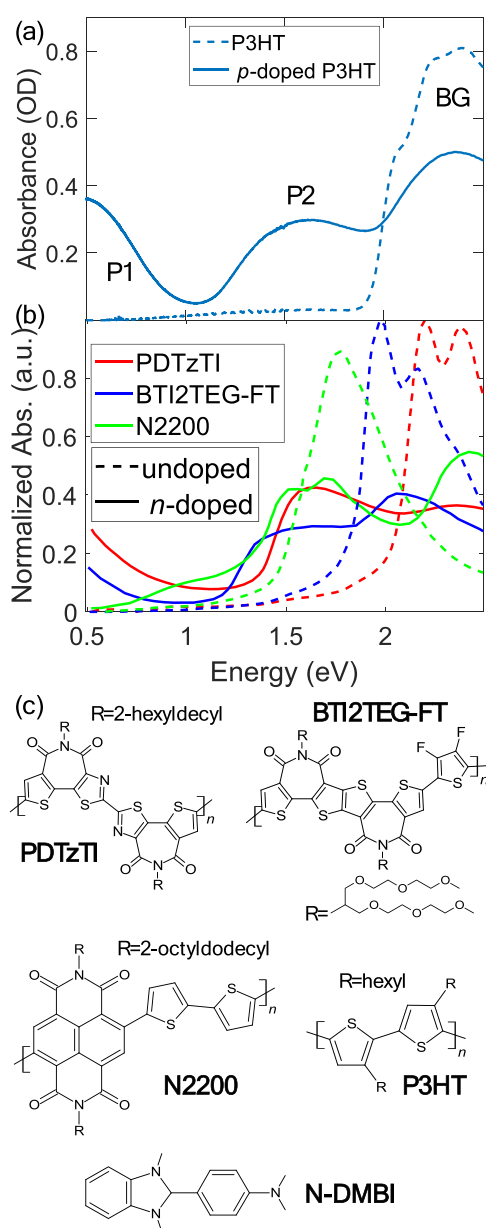 (a)
P3HT
p-doped P3HT
0.8
0.6
0.4
0.2
Absorbance (OD)
P1
P2
BG
(b)
PDTzTI
BTI2TEG-FT
N2200
undoped
n-doped
0.8
0.6
0.4
0.2
0
Normalized Abs. (a.u.)
0.5
1
1.5
2
Energy (eV)
(c)
R=2-hexyldecyl
BTI2TEG-FT
R
O
N
O
S
N
S
n
S
N
S
O
N
O
R
PDTzTI
R
O
N
O
F
F
S
S
S
S
S
n
O
N
O
R
R=
O
O
O
O
O
O
R=2-octyldodecyl
R
O
N
O
S
S
n
O
N
O
R
N2200
R=hexyl
R
S
S
n
R
P3HT
N
N
N
N-DMBI